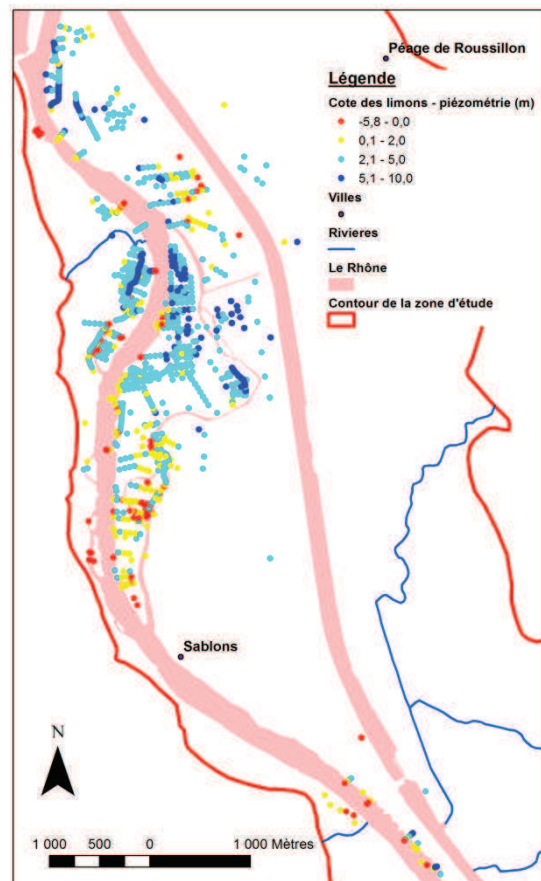 Péage de Roussillon
Légende
Cote des limons - piézométrie (m)
-5,8 - 0,0
0,1 - 2,0
2,1 - 5,0
5,1 - 10,0
Villes
Rivieres
Le Rhône
Contour de la zone d'étude
Sablons
N
1 000 500 0 1 000 Mètres